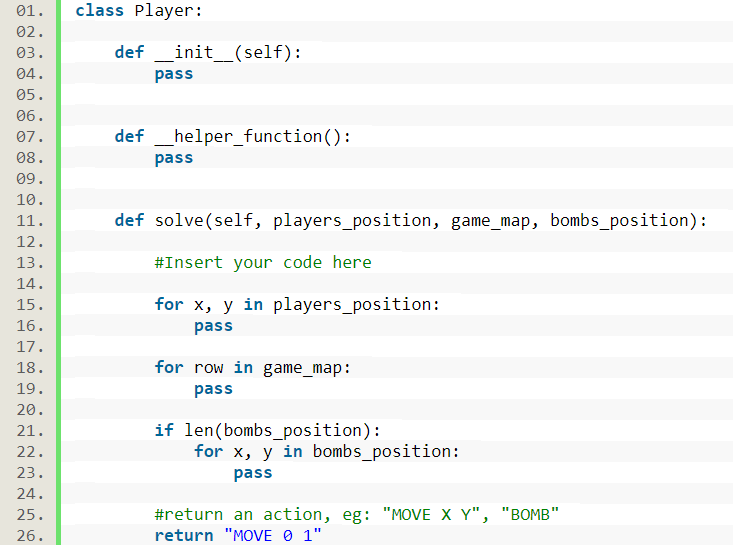 01. class Player:
02.
03.     def __init__(self):
04.         pass
05.
06.
07.     def __helper_function():
08.         pass
09.
10.
11.     def solve(self, players_position, game_map, bombs_position):
12.
13.         #Insert your code here
14.
15.         for x, y in players_position:
16.             pass
17.
18.         for row in game_map:
19.             pass
20.
21.         if len(bombs_position):
22.             for x, y in bombs_position:
23.                 pass
24.
25.         #return an action, eg: "MOVE X Y", "BOMB"
26.         return "MOVE 0 1"